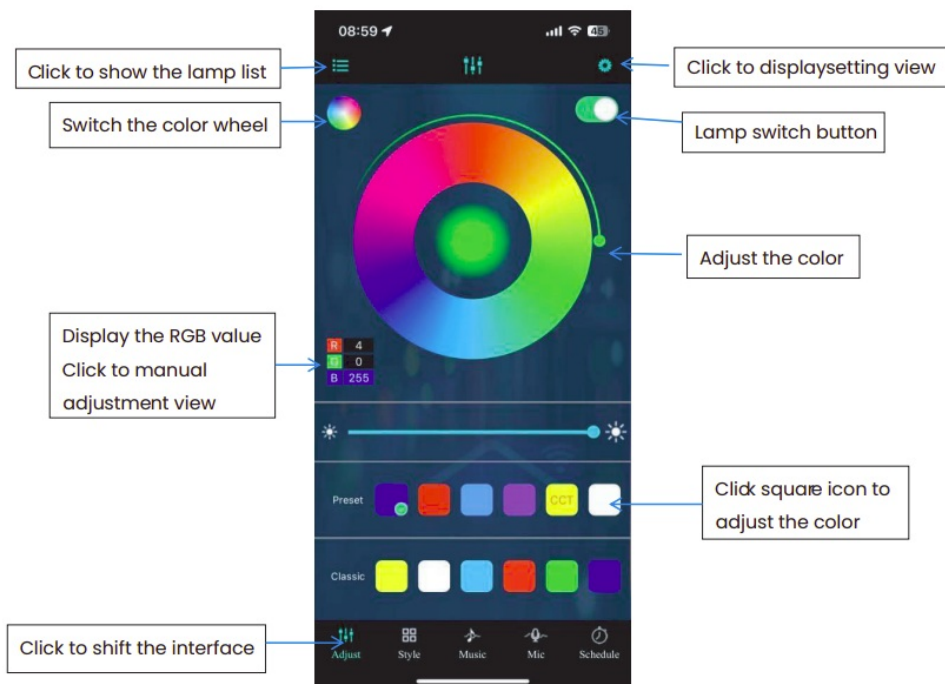 08:59
45
Click to show the lamp list
Click to displaysetting view
Switch the color wheel
Lamp switch button
Adjust the color
Display the RGB value
Click to manual
adjustment view
R 4
G 0
B 255
Preset
CCT
Click square icon to
adjust the color
Classic
Click to shift the interface
Adjust
Style
Music
Mic
Schedule